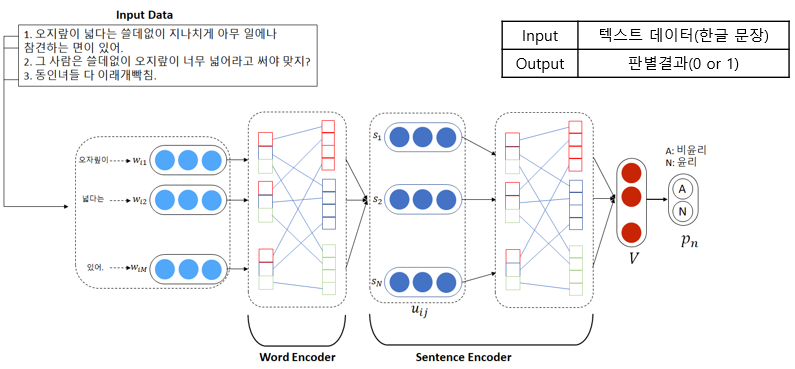 Input Data
1. 오지랖이 넓다는 쓸데없이 지나치게 아무 일에나
참견하는 면이 있어.
2. 그 사람은 쓸데없이 오지랖이 너무 넓어라고 써야 맞지?
3. 동인녀들 다 이래개빡침.
Input 텍스트 데이터(한글 문장)
Output 판별결과(0 or 1)
오자맆이 w_{i1}
넓다는 w_{i2}
있어. w_{iM}
s_1
s_2
s_N
u_{ij}
A: 비윤리
N: 윤리
A
N
V
p_n
Word Encoder
Sentence Encoder